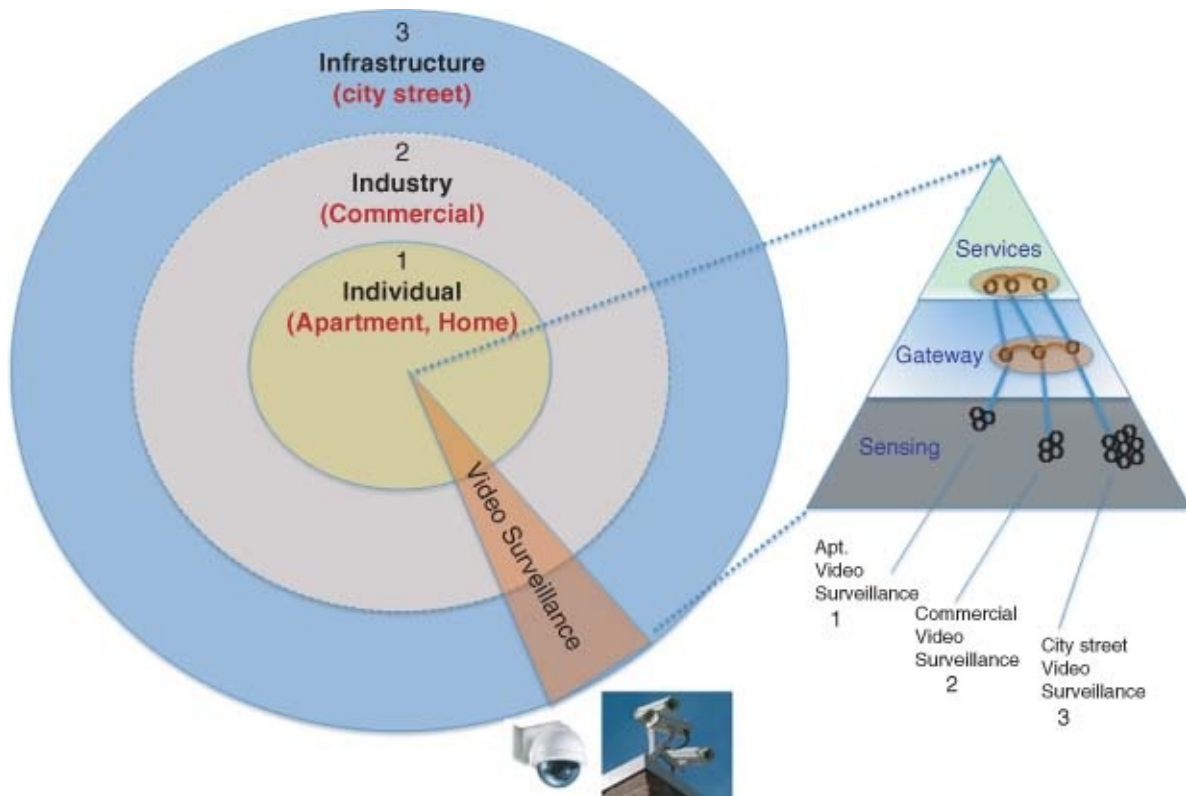 3
Infrastructure
(city street)
2
Industry
(Commercial)
1
Individual
(Apartment, Home)
Video Surveillance
Services
Gateway
Sensing
Apt.
Video
Surveillance
1
Commercial
Video
Surveillance
2
City street
Video
Surveillance
3